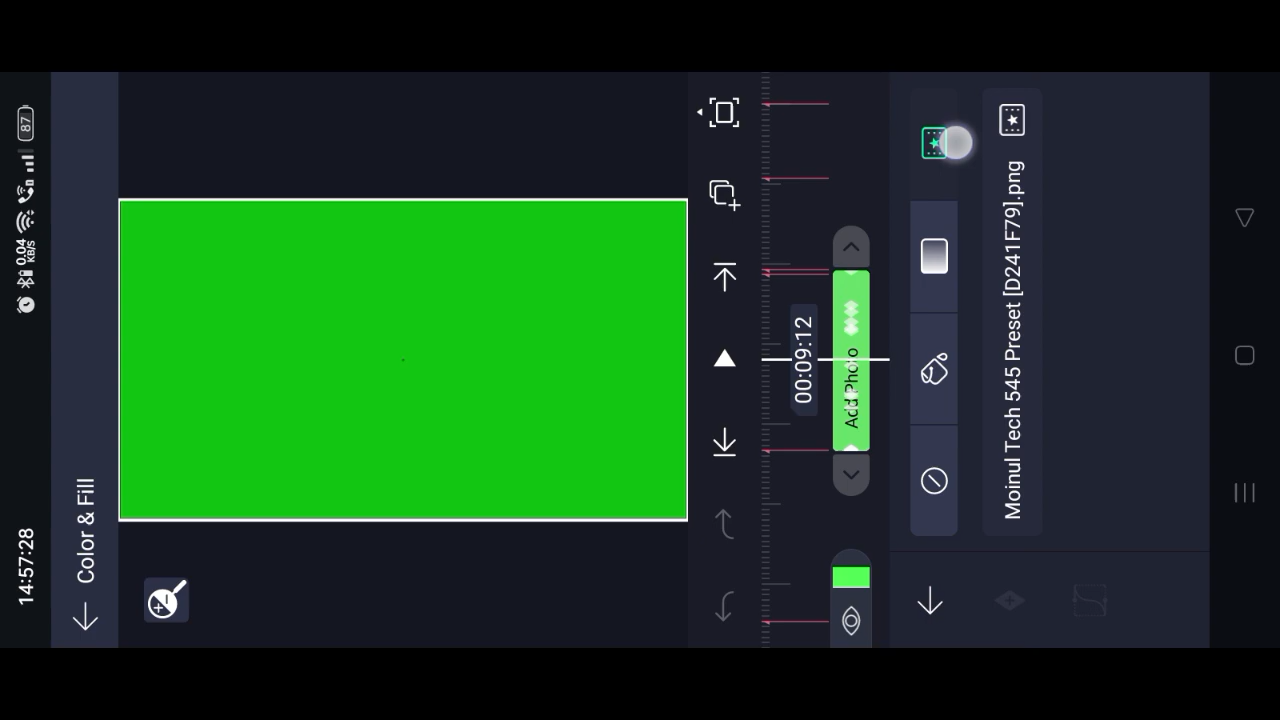 14:57:28
0.04
KB/S
87
Color & Fill
00:09:12
Add Photo
Moinul Tech 545 Preset [D241F79].png